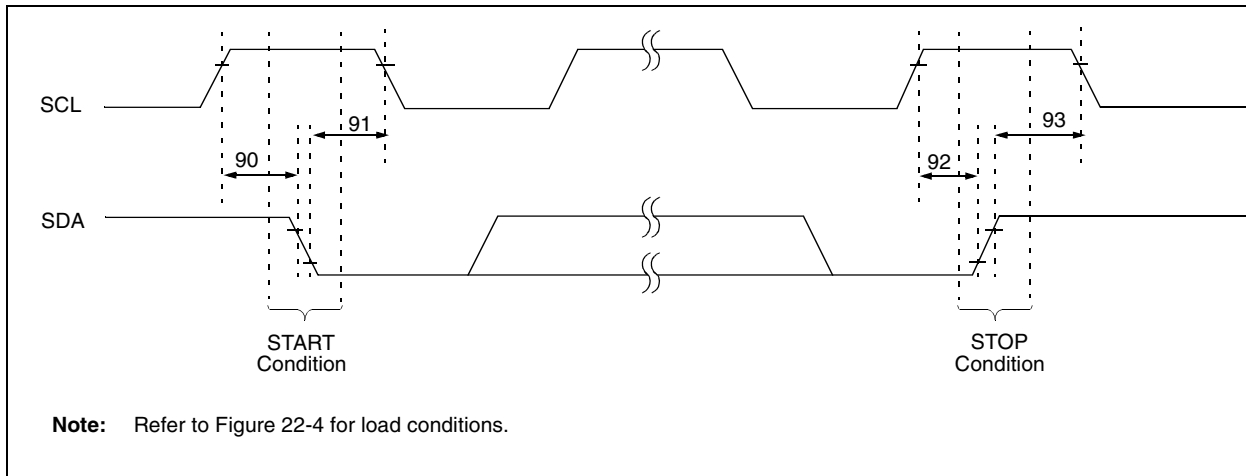 SCL
91
93
90
92
SDA
START
Condition
STOP
Condition
Note: Refer to Figure 22-4 for load conditions.